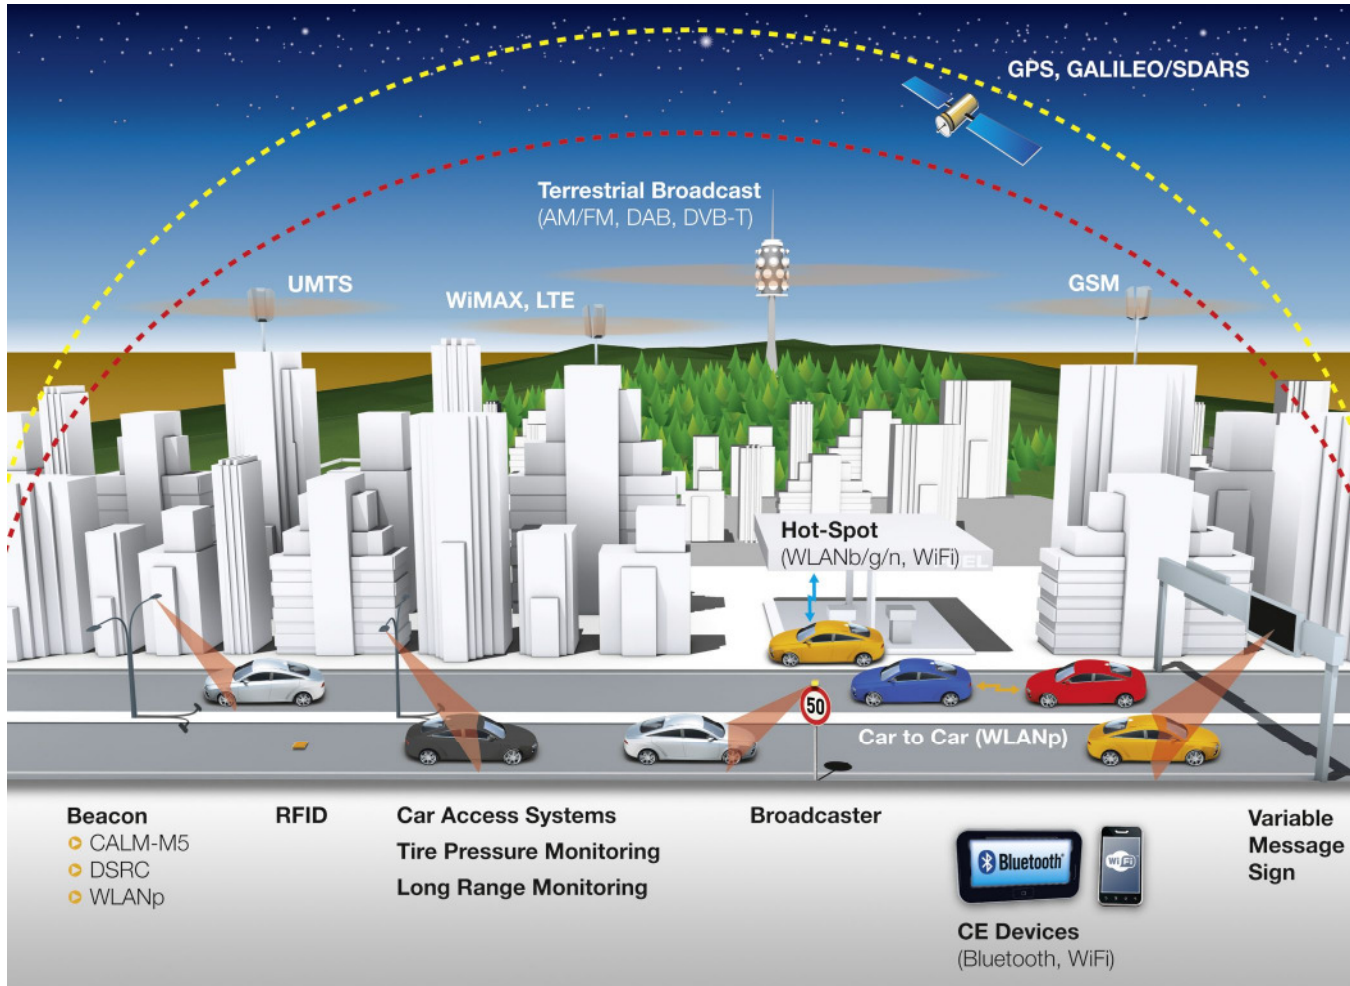 GPS, GALILEO/SDARS
Terrestrial Broadcast
(AM/FM, DAB, DVB-T)
UMTS
WiMAX, LTE
GSM
Hot-Spot
(WLANb/g/n, WiFi)
UEL
50
Car to Car (WLANp)
Beacon
CALM-M5
DSRC
WLANp
RFID
Car Access Systems
Tire Pressure Monitoring
Long Range Monitoring
Broadcaster
Bluetooth
WiFi
CE Devices
(Bluetooth, WiFi)
Variable
Message
Sign